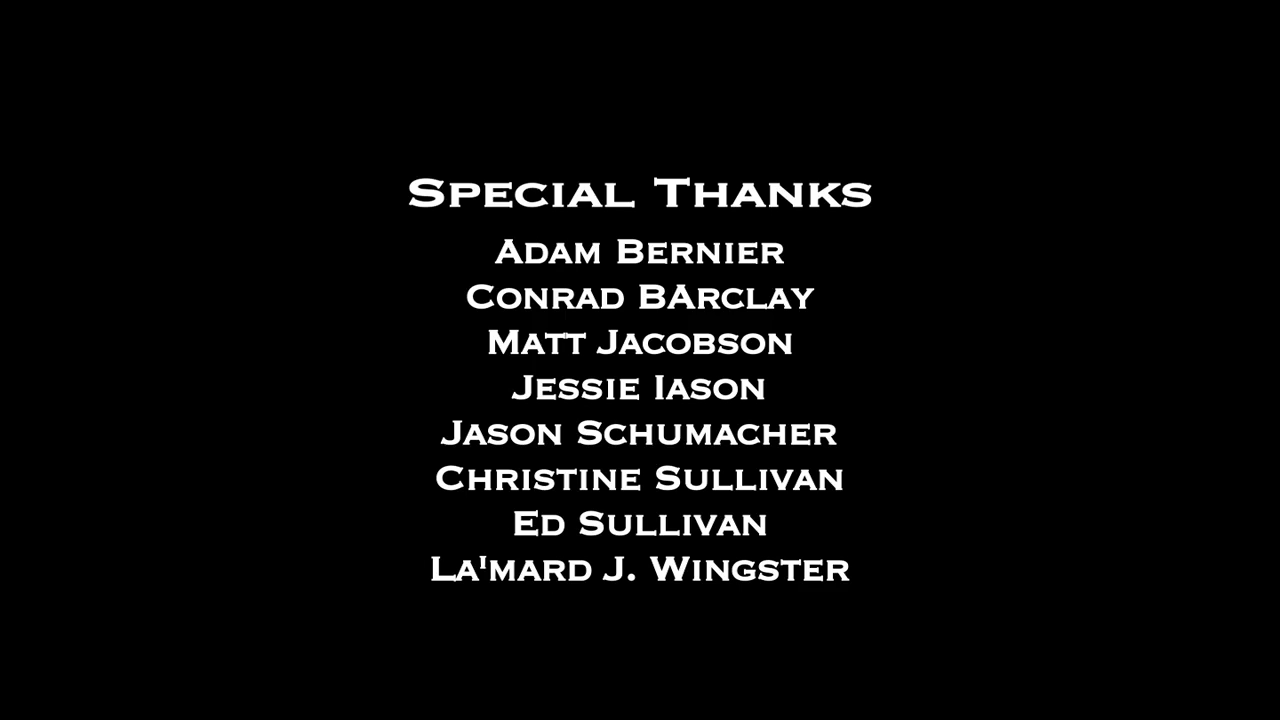 Special Thanks
Adam Bernier
Conrad BArclay
Matt Jacobson
Jessie Iason
Jason Schumacher
Christine Sullivan
Ed Sullivan
La'mard J. Wingster